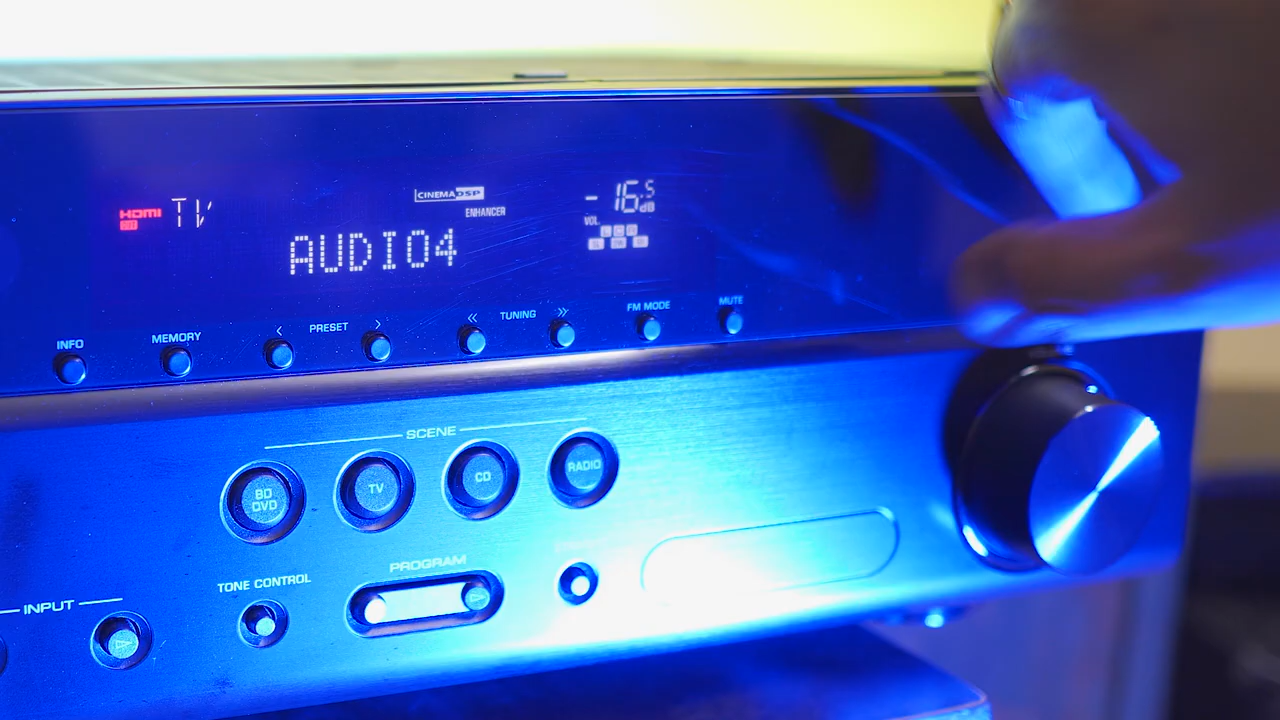 CINEMA DSP
-16.5
dB
HDMI TV
ENHANCER
VOL.
AUDIO4
INFO
MEMORY
PRESET
TUNING
FM MODE
MUTE
SCENE
BD
DVD
TV
CD
RADIO
PROGRAM
TONE CONTROL
INPUT